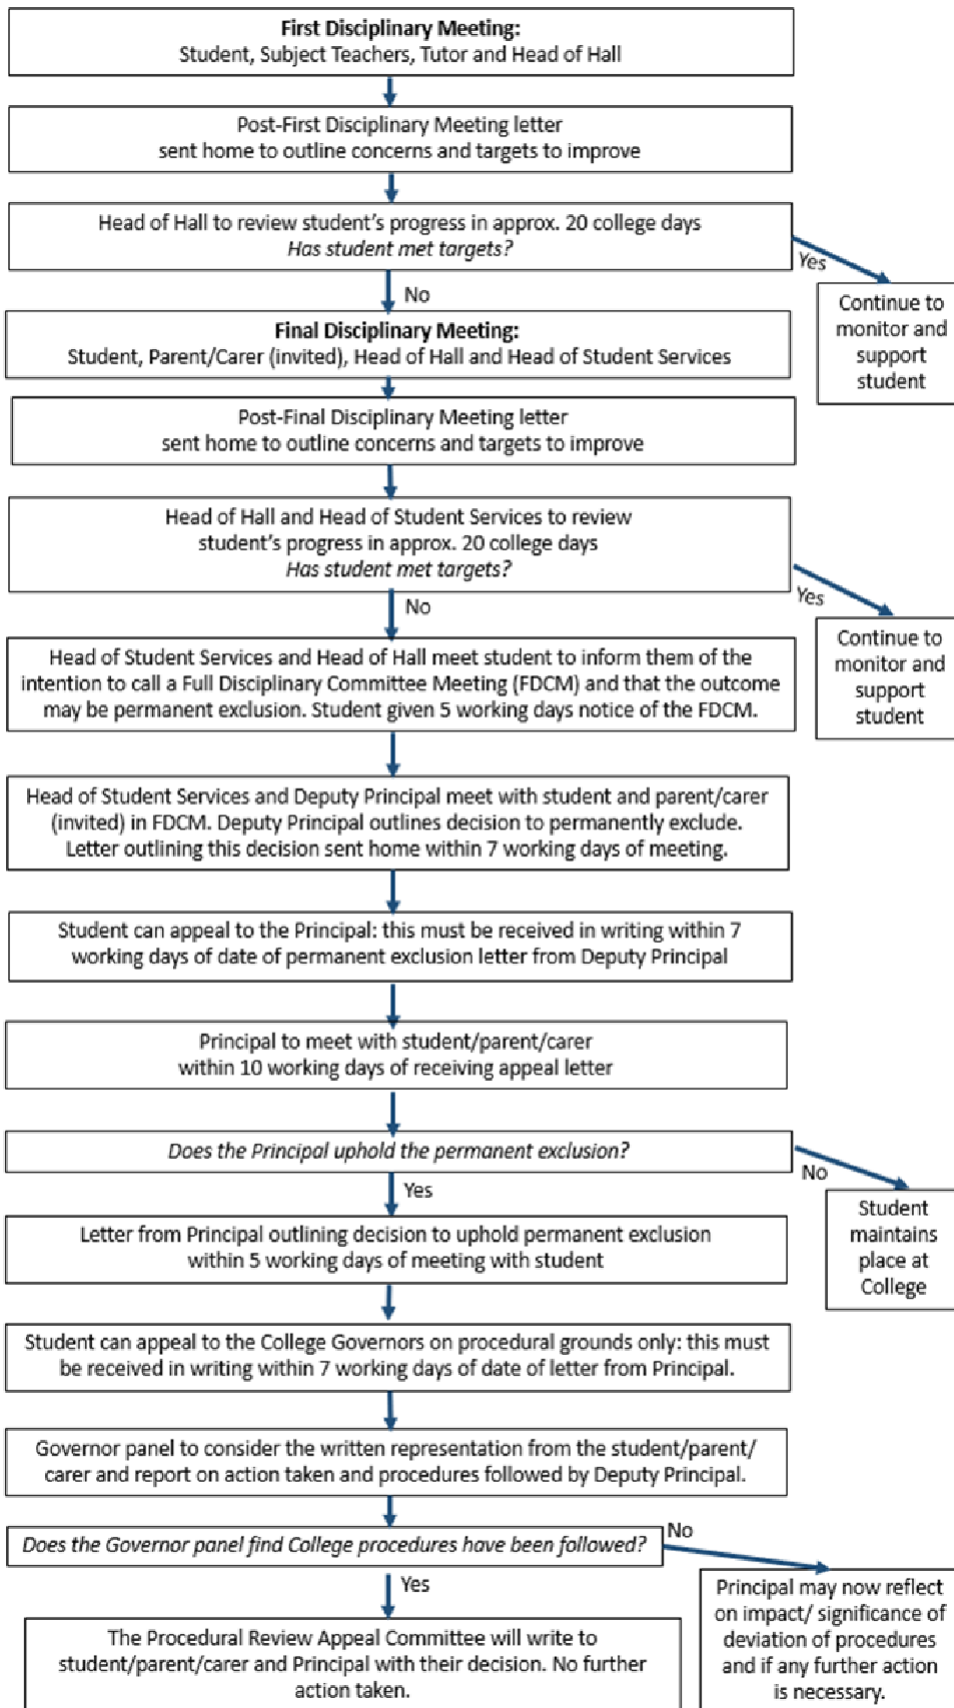 First Disciplinary Meeting:
Student, Subject Teachers, Tutor and Head of Hall
Post-First Disciplinary Meeting letter
sent home to outline concerns and targets to improve
Head of Hall to review student's progress in approx. 20 college days
Has student met targets?
Yes
No
Continue to
monitor and
support
student
Final Disciplinary Meeting:
Student, Parent/Carer (invited), Head of Hall and Head of Student Services
Post-Final Disciplinary Meeting letter
sent home to outline concerns and targets to improve
Head of Hall and Head of Student Services to review
student's progress in approx. 20 college days
Has student met targets?
Yes
No
Continue to
monitor and
support
student
Head of Student Services and Head of Hall meet student to inform them of the
intention to call a Full Disciplinary Committee Meeting (FDCM) and that the outcome
may be permanent exclusion. Student given 5 working days notice of the FDCM.
Head of Student Services and Deputy Principal meet with student and parent/carer
(invited) in FDCM. Deputy Principal outlines decision to permanently exclude.
Letter outlining this decision sent home within 7 working days of meeting.
Student can appeal to the Principal: this must be received in writing within 7
working days of date of permanent exclusion letter from Deputy Principal
Principal to meet with student/parent/carer
within 10 working days of receiving appeal letter
Does the Principal uphold the permanent exclusion?
No
Yes
Student
maintains
place at
College
Letter from Principal outlining decision to uphold permanent exclusion
within 5 working days of meeting with student
Student can appeal to the College Governors on procedural grounds only: this must
be received in writing within 7 working days of date of letter from Principal.
Governor panel to consider the written representation from the student/parent/
carer and report on action taken and procedures followed by Deputy Principal.
Does the Governor panel find College procedures have been followed?
No
Yes
Principal may now reflect
on impact/ significance of
deviation of procedures
and if any further action
is necessary.
The Procedural Review Appeal Committee will write to
student/parent/carer and Principal with their decision. No further
action taken.